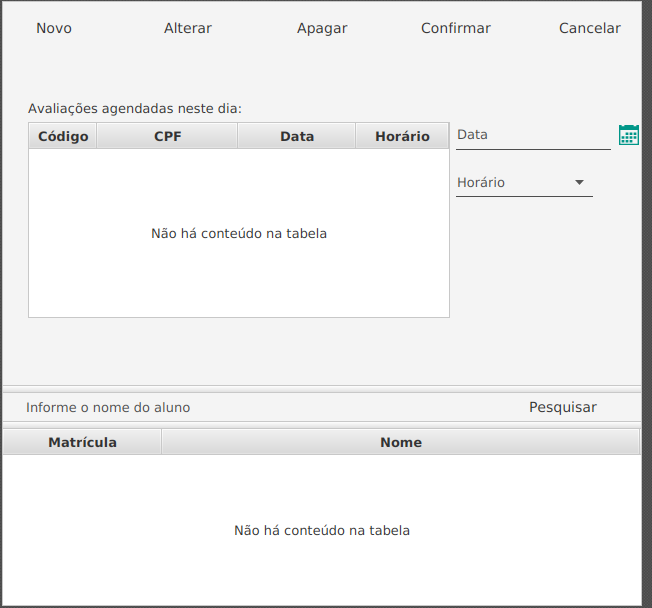 Novo Alterar Apagar Confirmar Cancelar
Avaliações agendadas neste dia:
Código CPF Data Horário
Data
Horário
Não há conteúdo na tabela
Informe o nome do aluno Pesquisar
Matrícula Nome
Não há conteúdo na tabela